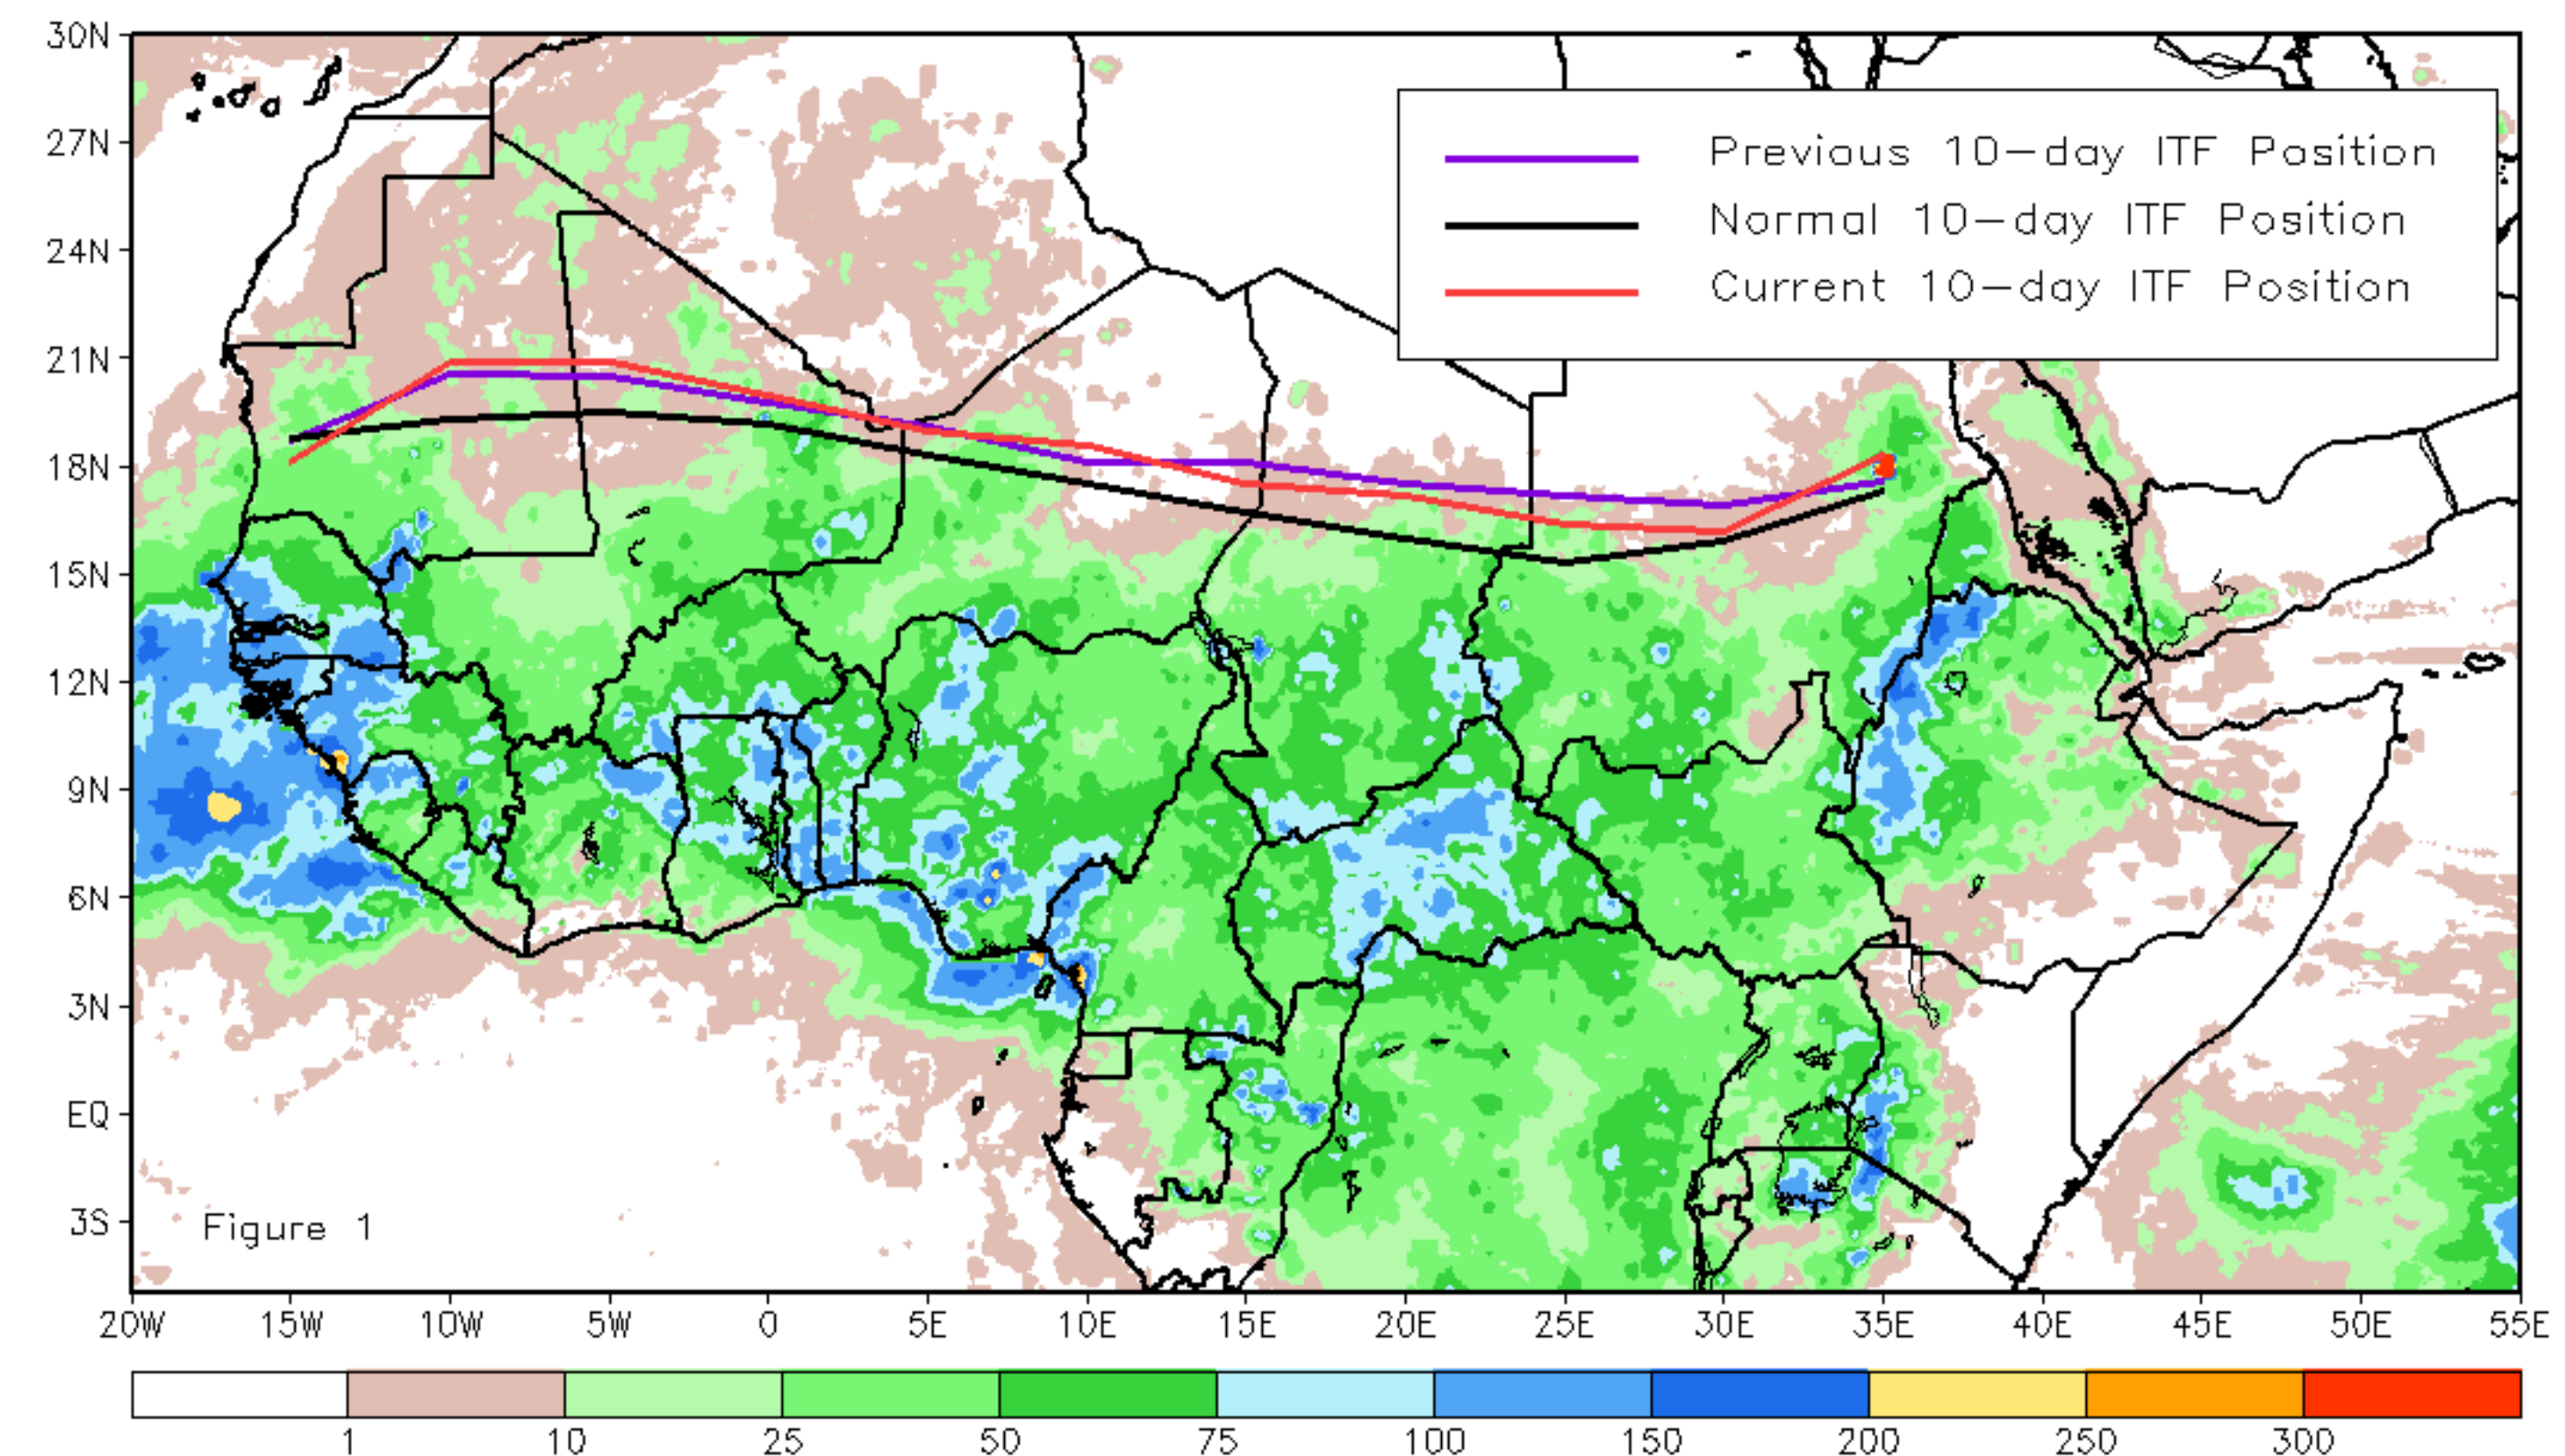 30N
27N
24N
21N
18N
15N
12N
9N
6N
3N
EQ
3S
Previous 10-day ITF Position
Normal 10-day ITF Position
Current 10-day ITF Position
Figure 1
20W 15W 10W 5W 0 5E 10E 15E 20E 25E 30E 35E 40E 45E 50E 55E
1 10 25 50 75 100 150 200 250 300